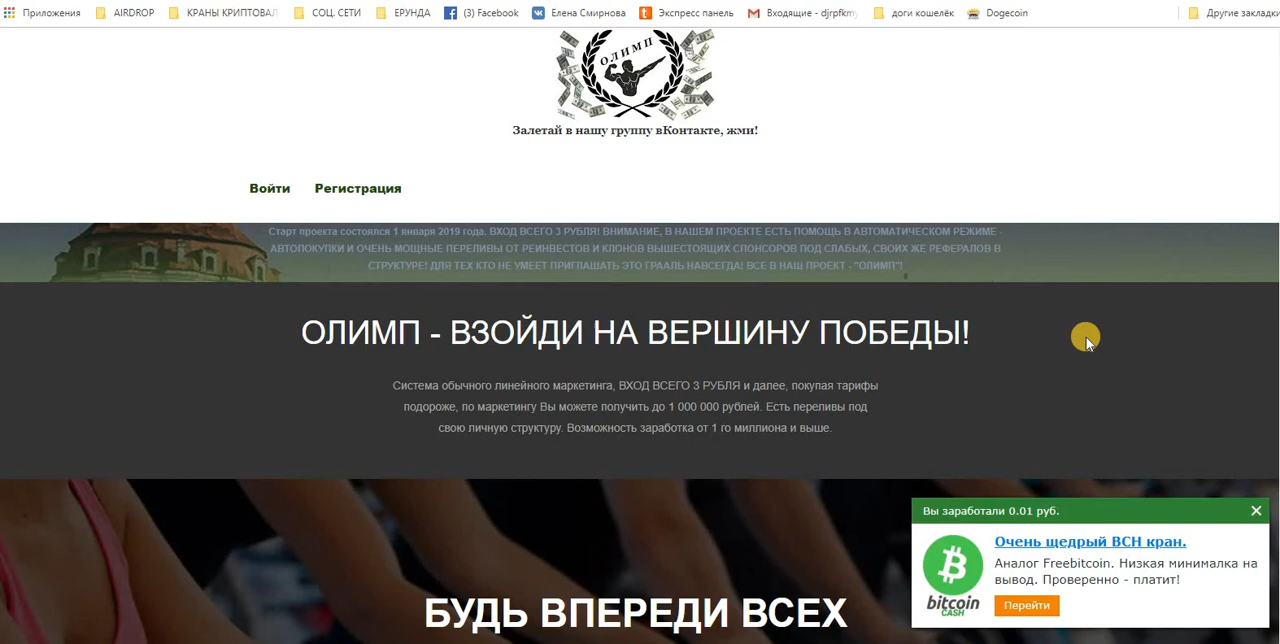 Приложения
AIRDROP
КРАНЫ КРИПТОВАЛ
СОЦ. СЕТИ
ЕРУНДА
(3) Facebook
Елена Смирнова
Экспресс панель
Входящие - djrpfkmy
доги кошелёк
Dogecoin
Другие закладки
ОЛИМП
Залетай в нашу группу вКонтакте, жми!
Войти
Регистрация
Старт проекта состоялся 1 января 2019 года. ВХОД ВСЕГО 3 РУБЛЯ! ВНИМАНИЕ, В НАШЕМ ПРОЕКТЕ ЕСТЬ ПОМОЩЬ В АВТОМАТИЧЕСКОМ РЕЖИМЕ -
АВТОПОКУПКИ И ОЧЕНЬ МОЩНЫЕ ПЕРЕЛИВЫ ОТ РЕИНВЕСТОВ И КЛОНОВ ВЫШЕСТОЯЩИХ СПОНСОРОВ ПОД СЛАБЫХ, СВОИХ ЖЕ РЕФЕРАЛОВ В
СТРУКТУРЕ! ДЛЯ ТЕХ КТО НЕ УМЕЕТ ПРИГЛАШАТЬ ЭТО ГРААЛЬ НАВСЕГДА! ВСЕ В НАШ ПРОЕКТ - "ОЛИМП"!
ОЛИМП - ВЗОЙДИ НА ВЕРШИНУ ПОБЕДЫ!
Система обычного линейного маркетинга, ВХОД ВСЕГО 3 РУБЛЯ и далее, покупая тарифы
подороже, по маркетингу Вы можете получить до 1 000 000 рублей. Есть переливы под
свою личную структуру. Возможность заработка от 1 го миллиона и выше.
БУДЬ ВПЕРЕДИ ВСЕХ
Вы заработали 0.01 руб.
Очень щедрый BCH кран.
Аналог Freebitcoin. Низкая минималка на
вывод. Проверенно - платит!
bitcoin
CASH
Перейти